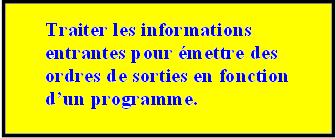 Traiter les informations
entrantes pour émettre des
ordres de sorties en fonction
d’un programme.